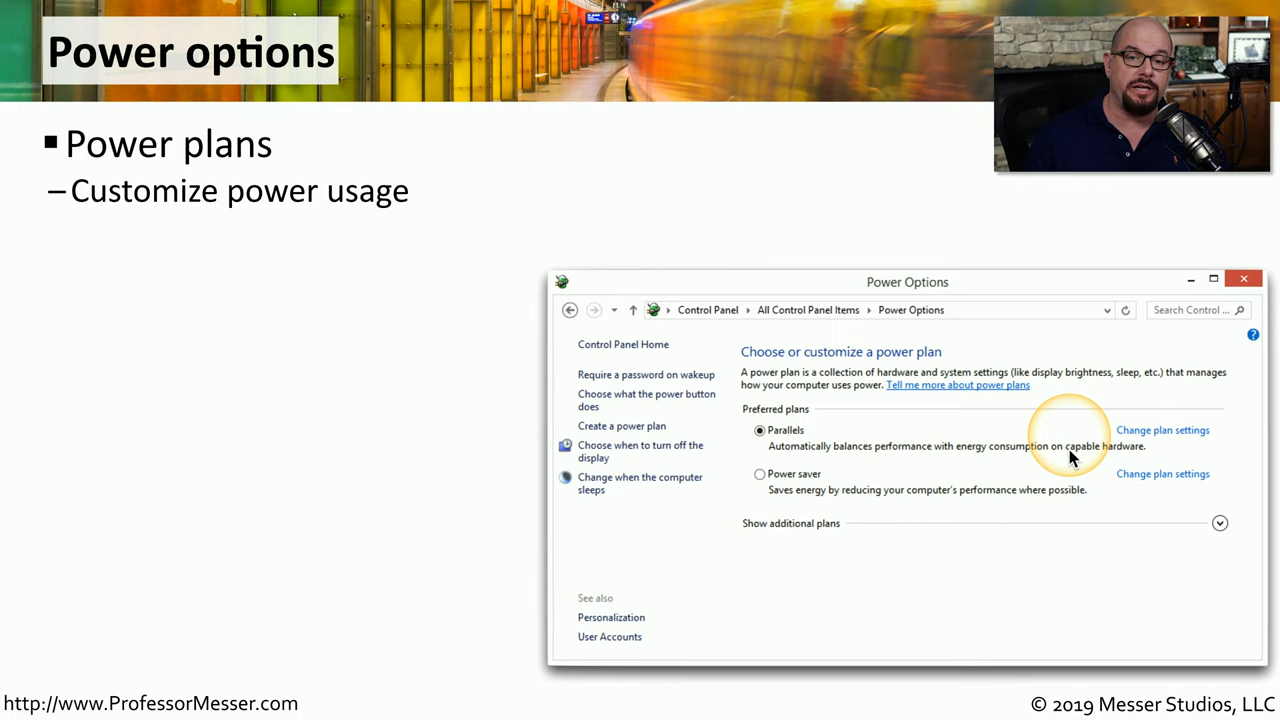 Power options
▪ Power plans
– Customize power usage
Power Options
Control Panel
All Control Panel Items
Power Options
Search Control ...
Control Panel Home
Require a password on wakeup
Choose what the power button
does
Create a power plan
Choose when to turn off the
display
Change when the computer
sleeps
See also
Personalization
User Accounts
Choose or customize a power plan
A power plan is a collection of hardware and system settings (like display brightness, sleep, etc.) that manages
how your computer uses power. Tell me more about power plans
Preferred plans
Parallels Change plan settings
Automatically balances performance with energy consumption on capable hardware.
Power saver Change plan settings
Saves energy by reducing your computer's performance where possible.
Show additional plans
http://www.ProfessorMesser.com
© 2019 Messer Studios, LLC